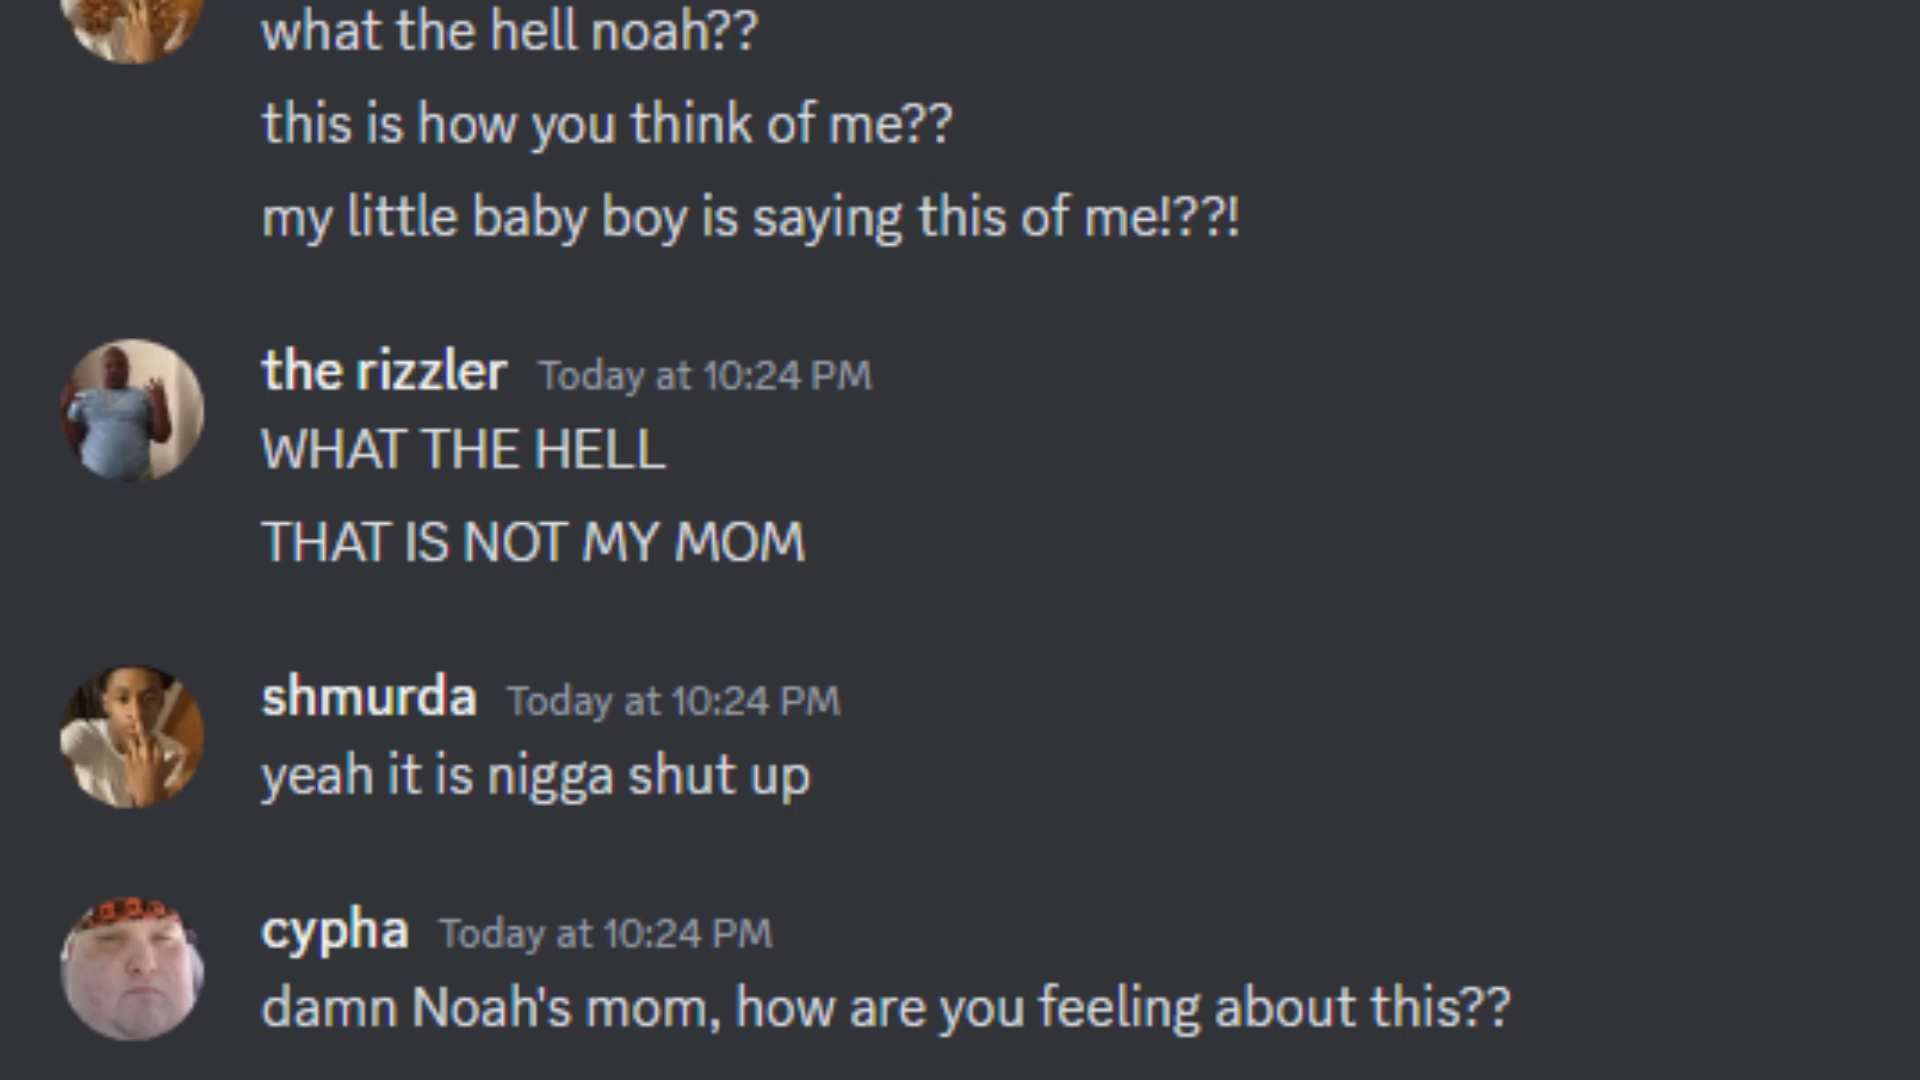 what the hell noah??
this is how you think of me??
my little baby boy is saying this of me!??!
the rizzler Today at 10:24 PM
WHAT THE HELL
THAT IS NOT MY MOM
shmurda Today at 10:24 PM
yeah it is nigga shut up
cypha Today at 10:24 PM
damn Noah's mom, how are you feeling about this??